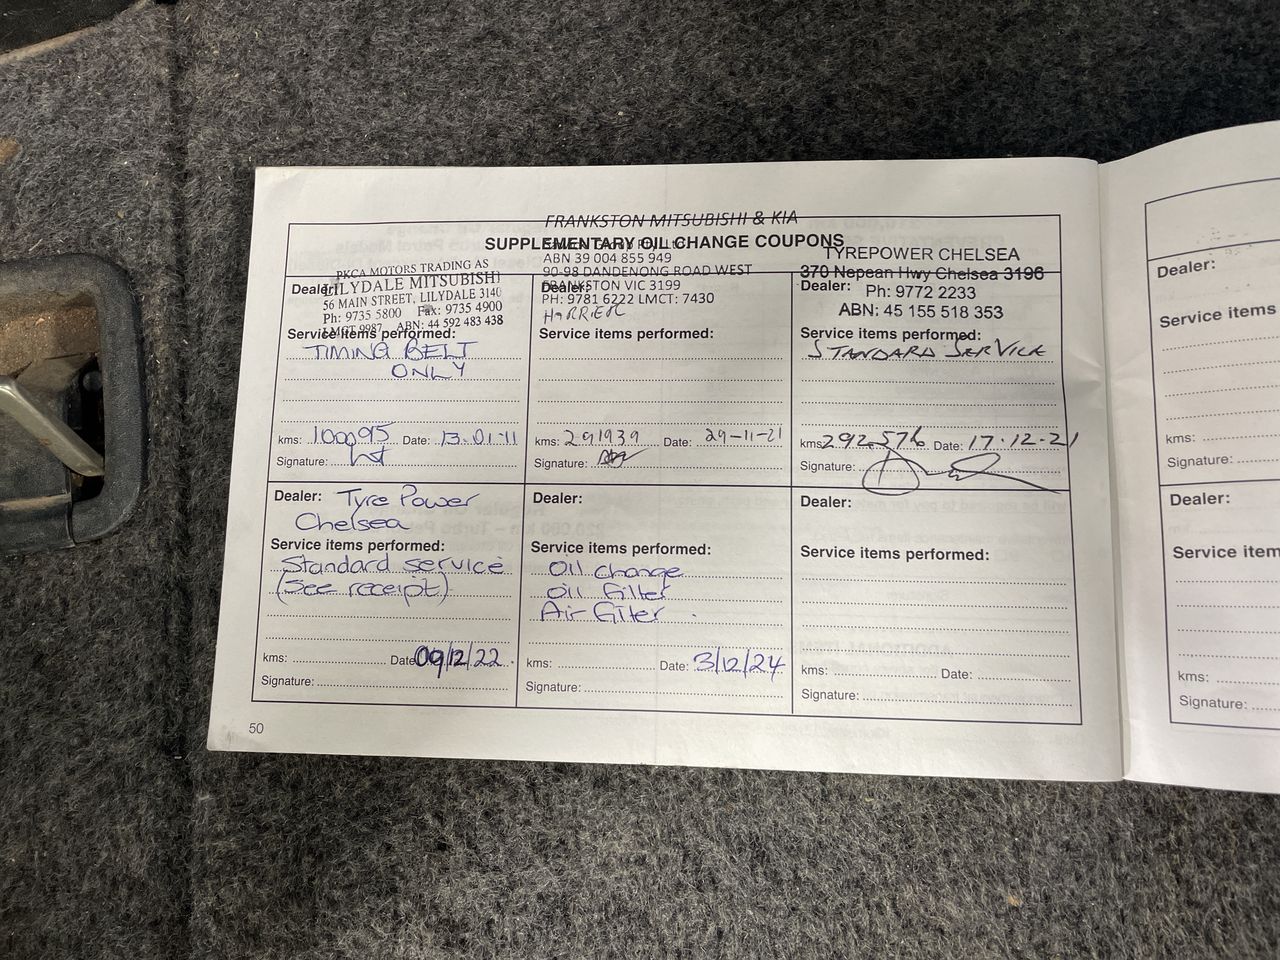 FRANKSTON MITSUBISHI & KIA
SUPPLEMENTARY OIL CHANGE COUPONS
PKCA MOTORS TRADING AS
LILYDALE MITSUBISHI
Dealer:
56 MAIN STREET, LILYDALE 3140
Ph: 9735 5800 Fax: 9735 4900
LMCT 9987 ABN: 44 592 483 438
Service items performed:
TIMING BELT
ONLY
kms: 100095 Date: 13.01.11
Signature:
ABN 39 004 855 949
90-98 DANDENONG ROAD WEST
Dealer:
FRANKSTON VIC 3199
PH: 9781 6222 LMCT: 7430
Service items performed:
kms: 291939 Date: 29-11-21
Signature:
TYREPOWER CHELSEA
370 Nepean Hwy Chelsea 3196
Dealer: Ph: 9772 2233
ABN: 45 155 518 353
Service items performed:
STANDARD SERVICE
kms: 292576 Date: 17.12.21
Signature:
Dealer: Tyre Power
Chelsea
Service items performed:
Standard service
(See receipt)
kms: Date: 09/12/22
Signature:
Dealer:
Service items performed:
Oil change
Oil filter
Air filter
kms: Date: 3/12/24
Signature:
Dealer:
Service items performed:
kms: Date:
Signature:
50
Dealer:
Service items
kms:
Signature:
Dealer:
Service item
kms:
Signature: